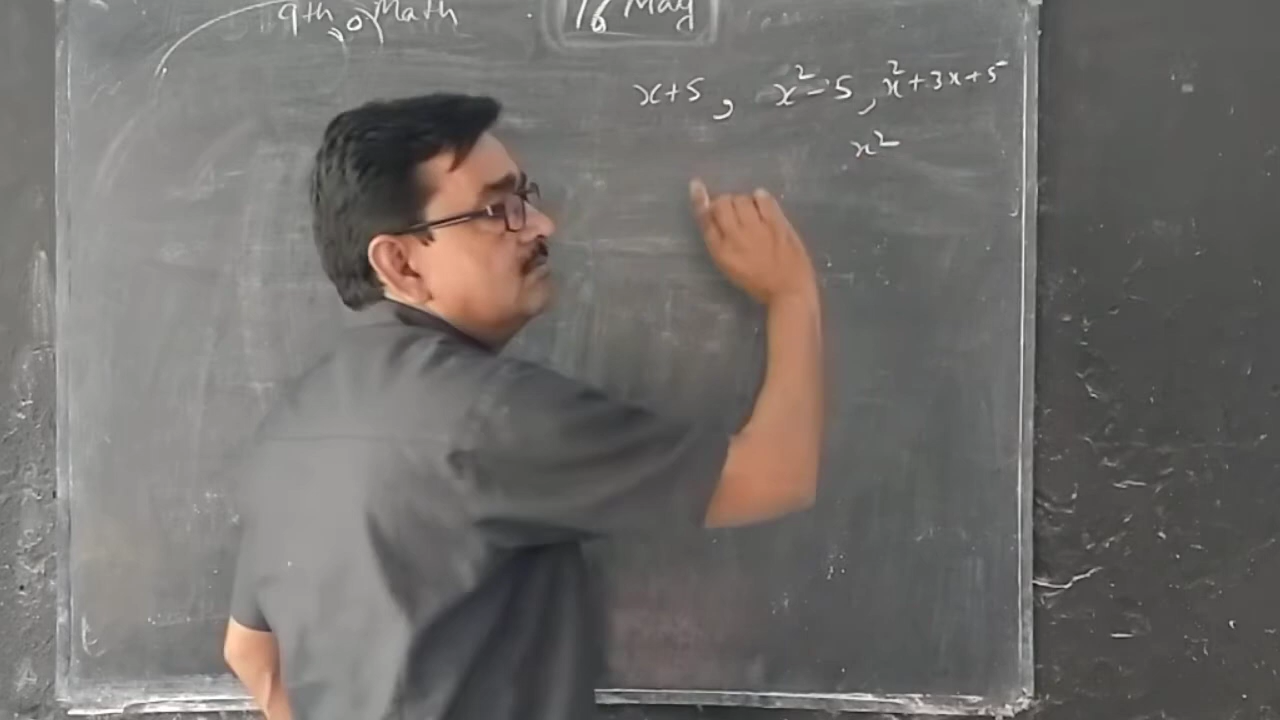 9th, Math 16 May
x+5, x²-5, x²+3x+5
x²